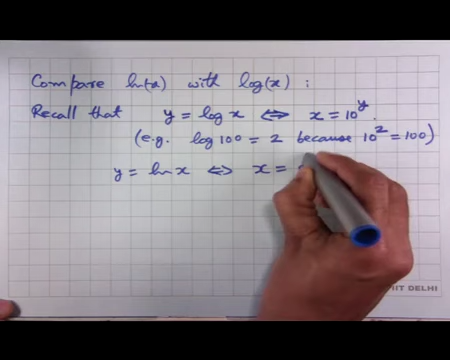 Compare ln(x) with log(x) :
Recall that y = log x ⇔ x = 10^y.
(e.g. log 100 = 2 because 10^2 = 100)
y = ln x ⇔ x =
IIT DELHI